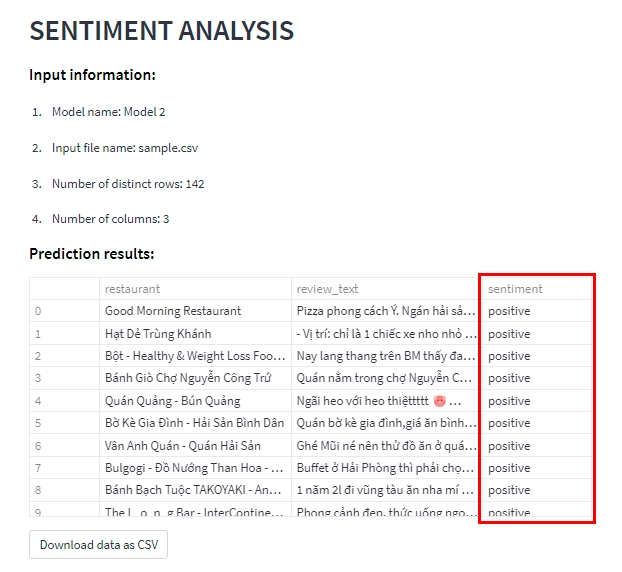 SENTIMENT ANALYSIS
Input information:
1. Model name: Model 2
2. Input file name: sample.csv
3. Number of distinct rows: 142
4. Number of columns: 3
Prediction results:
restaurant review_text sentiment
0 Good Morning Restaurant Pizza phong cách Ý. Ngán hải sả... positive
1 Hạt Dẻ Trùng Khánh - Vị trí: chỉ là 1 chiếc xe nho nhỏ ... positive
2 Bột - Healthy & Weight Loss Foo... Nay lang thang trên BM thấy đa... positive
3 Bánh Giò Chợ Nguyễn Công Trứ Quán nằm trong chợ Nguyễn C... positive
4 Quán Quảng - Bún Quảng Ngãi heo với heo thiệttttt 🐷 ... positive
5 Bờ Kè Gia Đình - Hải Sản Bình Dân Quán bờ kè gia đình,giá ăn bình... positive
6 Vân Anh Quán - Quán Hải Sản Ghé Mũi né nên thử đồ ăn ở quá... positive
7 Bulgogi - Đồ Nướng Than Hoa - ... Buffet ở Hải Phòng thì phải chọ... positive
8 Bánh Bạch Tuộc TAKOYAKI - An... 1 năm 2l đi vũng tàu ăn nha mí ... positive
9 The L_o_n_g Bar - InterContine... Phong cảnh đẹp, thức uống ngo... positive
Download data as CSV